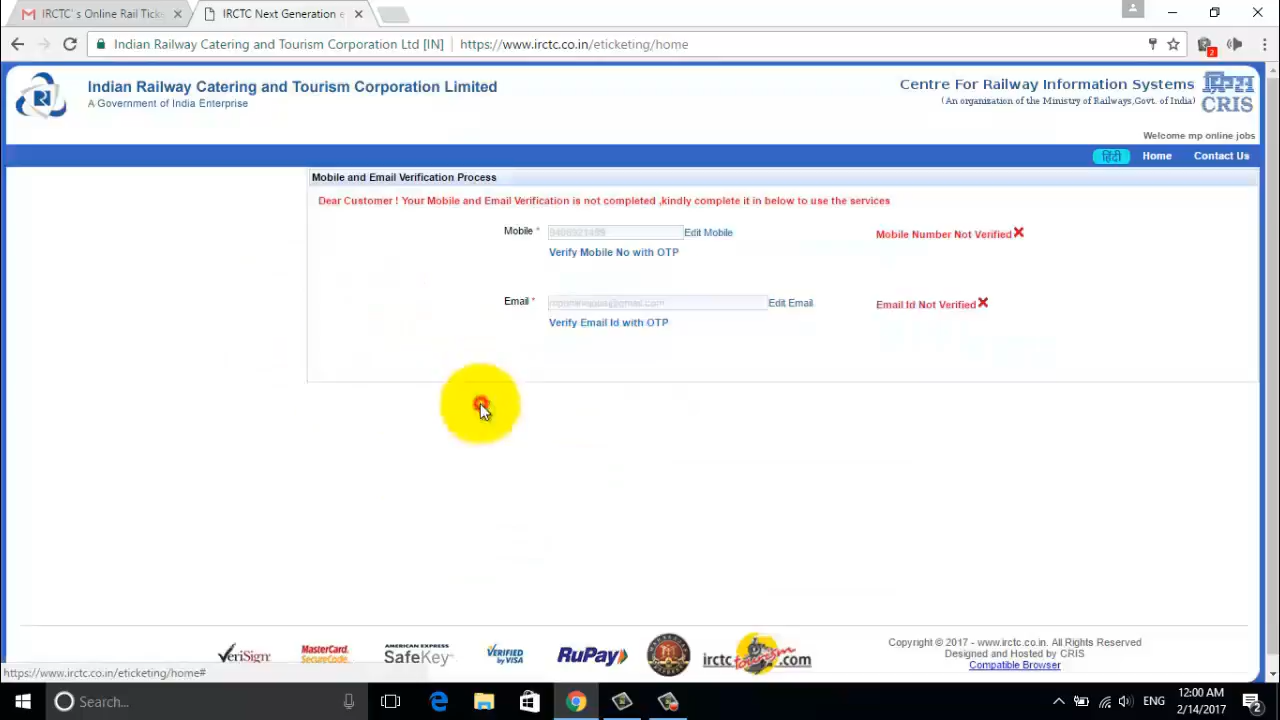 IRCTC' s Online Rail Tick
IRCTC Next Generation e
Indian Railway Catering and Tourism Corporation Ltd [IN]
https://www.irctc.co.in/eticketing/home
2
Indian Railway Catering and Tourism Corporation Limited
A Government of India Enterprise
Centre For Railway Information Systems
(An organization of the Ministry of Railways,Govt. of India)
CRIS
Welcome mp online jobs
हिंदी
Home
Contact Us
Mobile and Email Verification Process
Dear Customer ! Your Mobile and Email Verification is not completed ,kindly complete it in below to use the services
Mobile *
Edit Mobile
Mobile Number Not Verified
Verify Mobile No with OTP
Email *
Edit Email
Email Id Not Verified
Verify Email Id with OTP
VeriSign
MasterCard.
SecureCode.
AMERICAN EXPRESS
SafeKey
VERIFIED
by VISA
RuPay
irctc tourism.com
Copyright © 2017 - www.irctc.co.in. All Rights Reserved
Designed and Hosted by CRIS
Compatible Browser
https://www.irctc.co.in/eticketing/home#
Search...
ENG
12:00 AM
2/14/2017
2